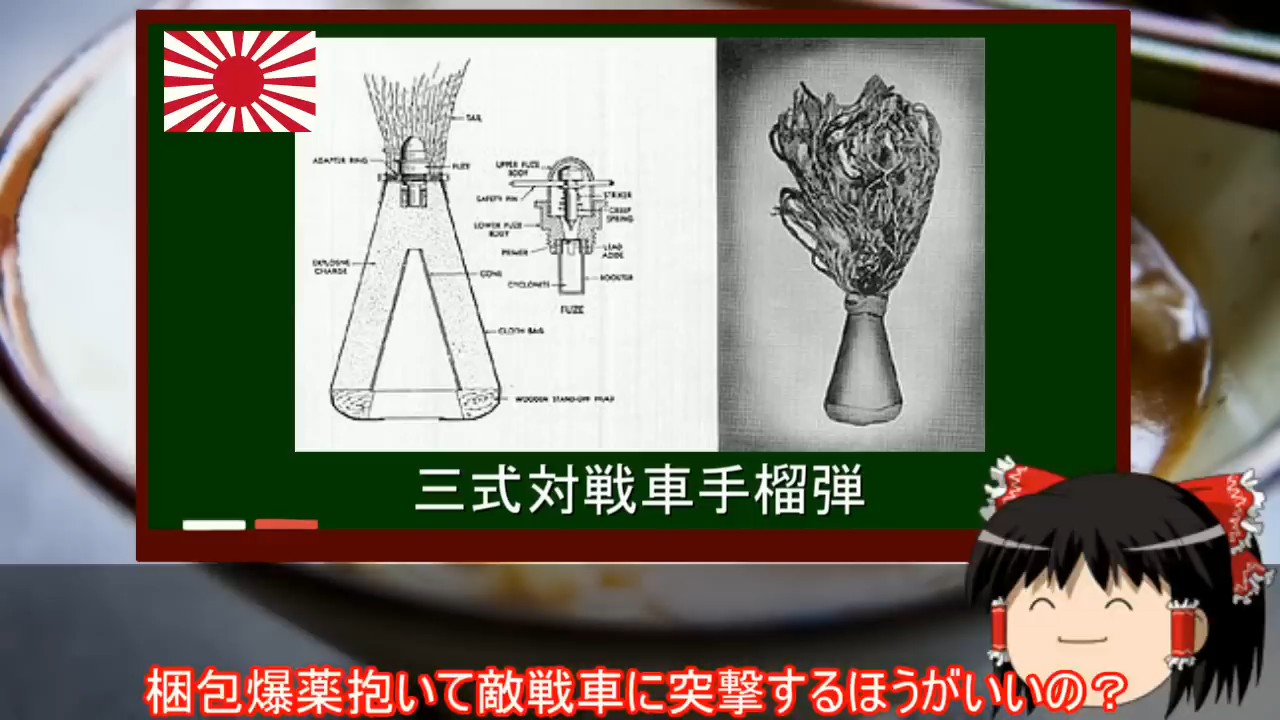 TAIL
ADAPTER RING
FUZE
UPPER FUZE
BODY
SAFETY PIN
STRIKER
CREEP
SPRING
LOWER FUZE
BODY
PRIMER
LEAD
AZIDE
EXPLOSIVE
CHARGE
CONE
CYCLONITE
BOOSTER
FUZE
CLOTH BAG
WOODEN STAND-OFF HEAD
三式対戦車手榴弾
梱包爆薬抱いて敵戦車に突撃するほうがいいの？